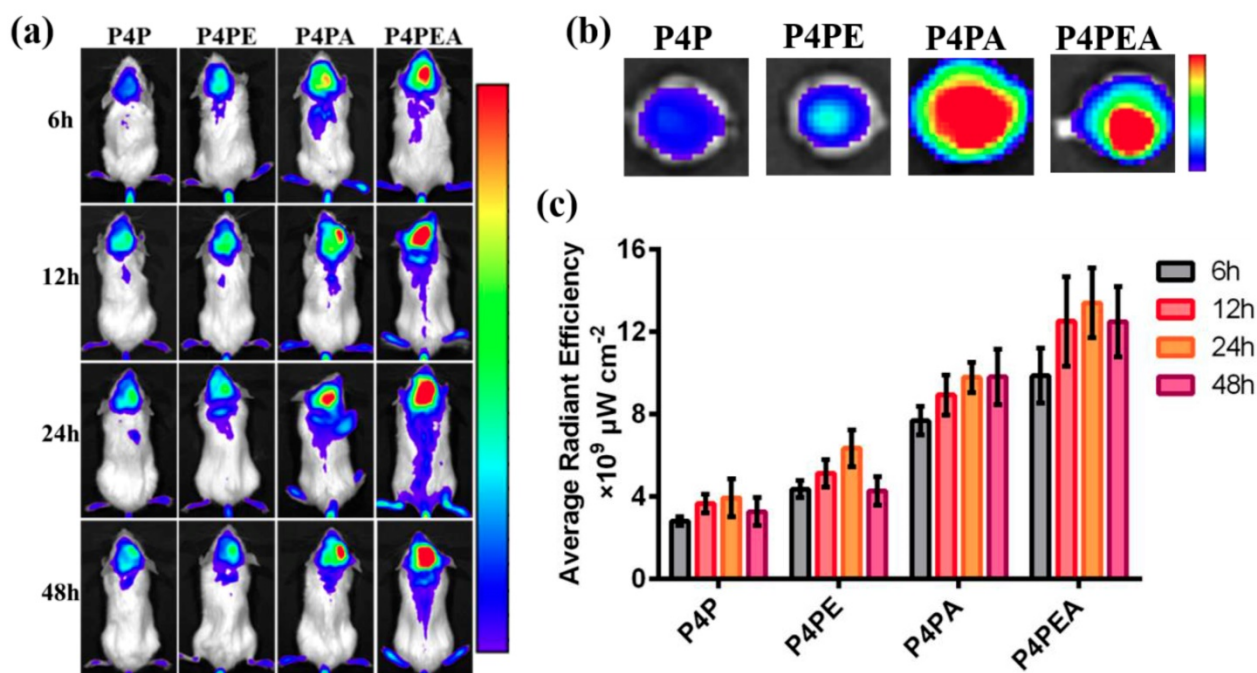 (a)
P4P P4PE P4PA P4PEA
6h
12h
24h
48h
(b)
P4P P4PE P4PA P4PEA
(c)
Average Radiant Efficiency
×10⁹ µW cm⁻²
16
12
8
4
0
P4P P4PE P4PA P4PEA
6h
12h
24h
48h